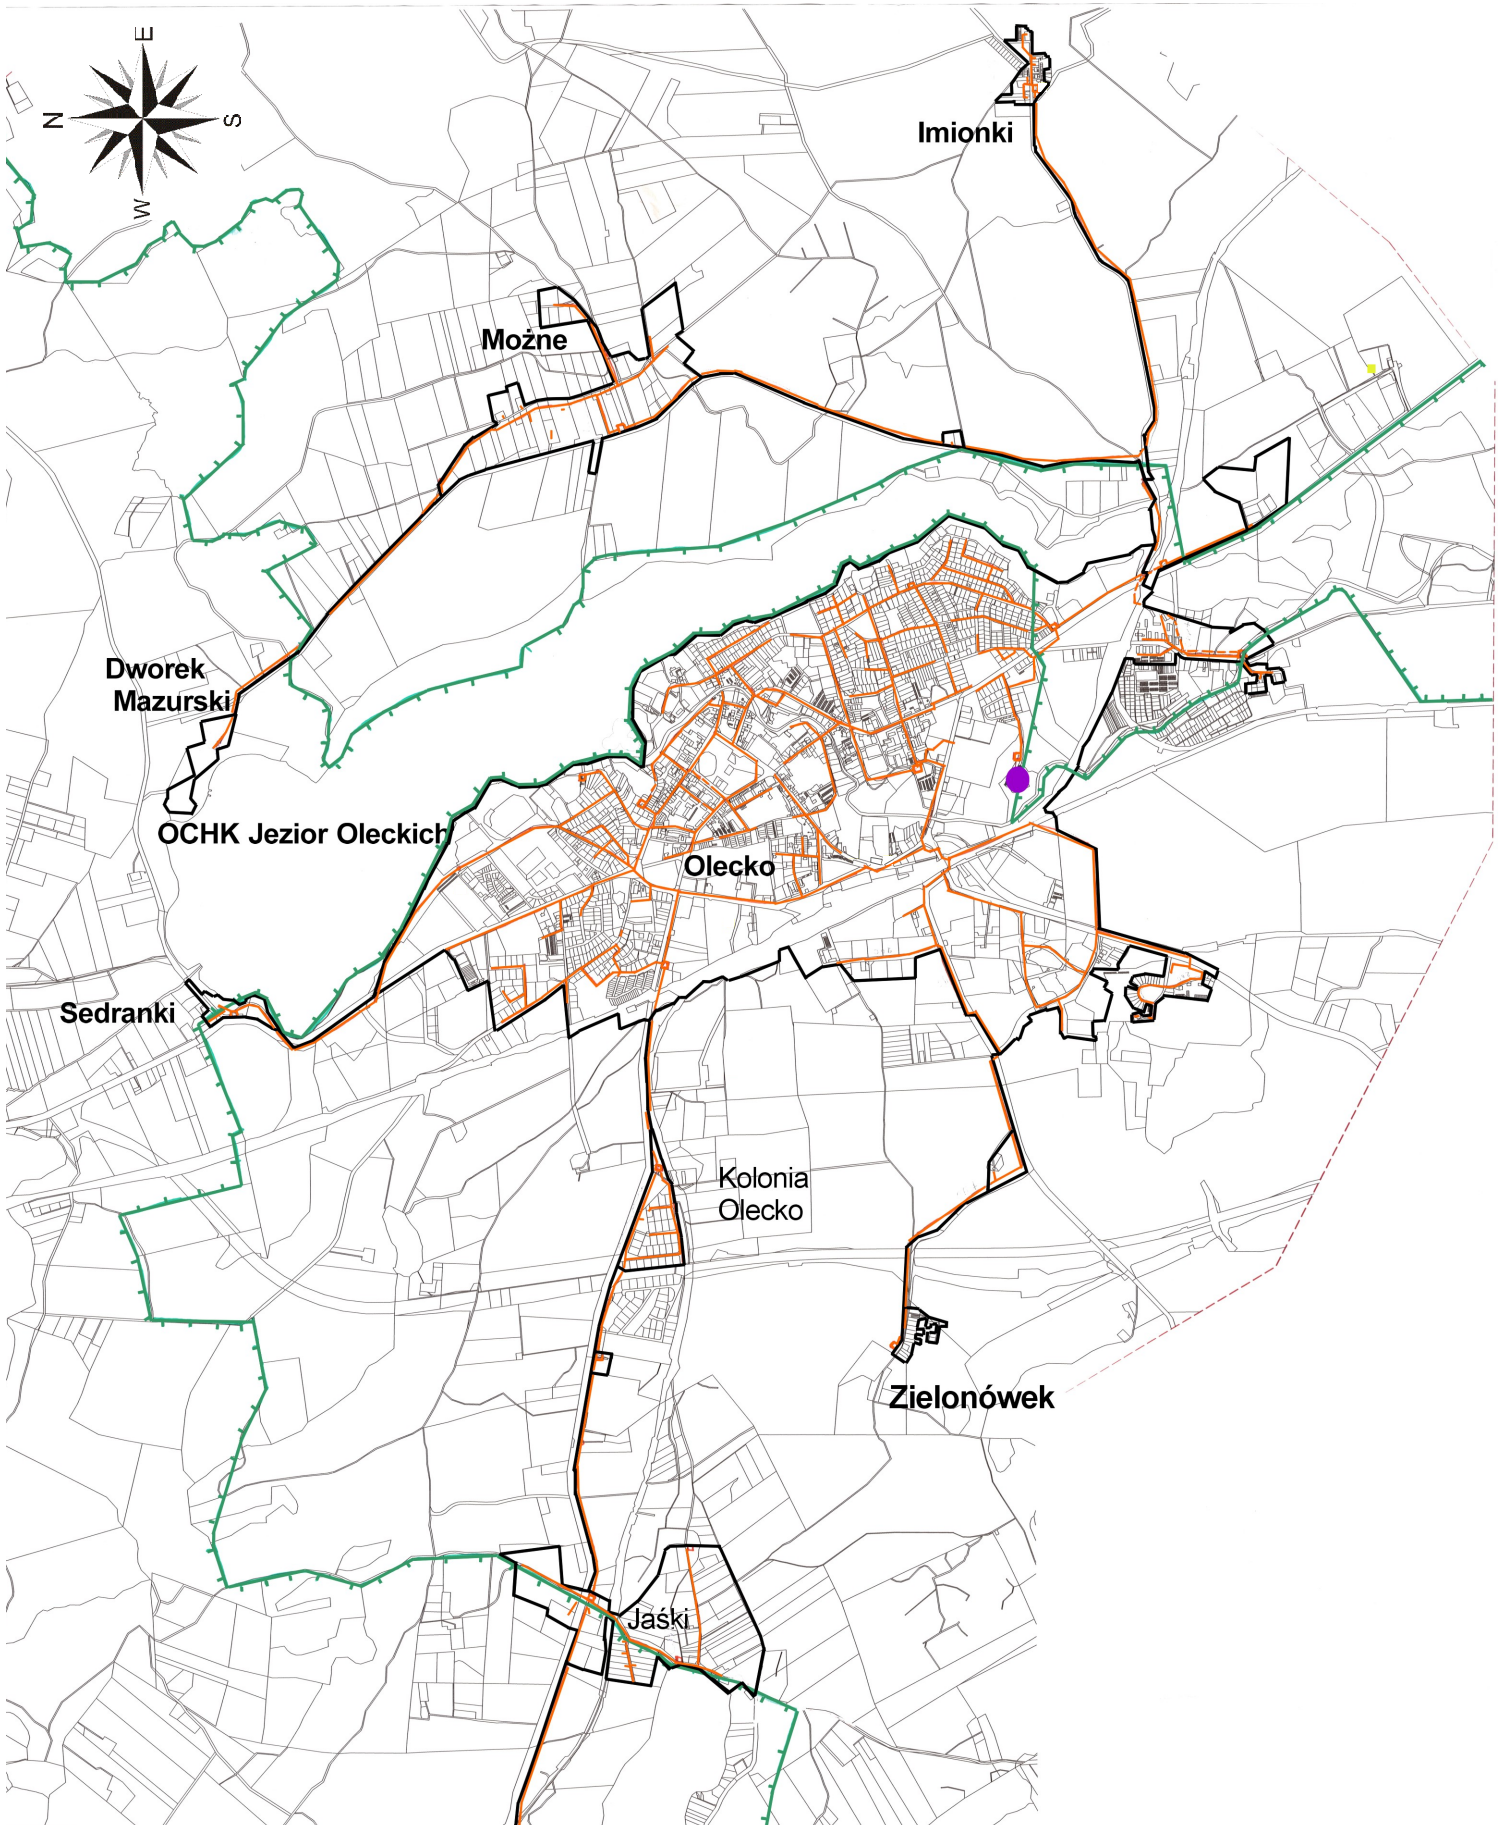 E
N
S
W
Imionki
Możne
Dworek
Mazurski
OCHK Jezior Oleckich
Olecko
Sedranki
Kolonia
Olecko
Zielonówek
Jaśki